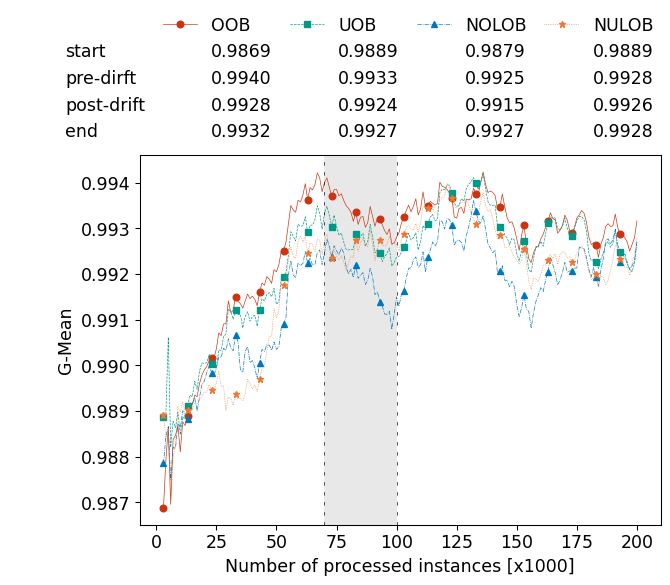 OOB UOB NOLOB NULOB
start 0.9869 0.9889 0.9879 0.9889
pre-dirft 0.9940 0.9933 0.9925 0.9928
post-drift 0.9928 0.9924 0.9915 0.9926
end 0.9932 0.9927 0.9927 0.9928
0.994
0.993
0.992
0.991
0.990
0.989
0.988
0.987
G-Mean
0 25 50 75 100 125 150 175 200
Number of processed instances [x1000]